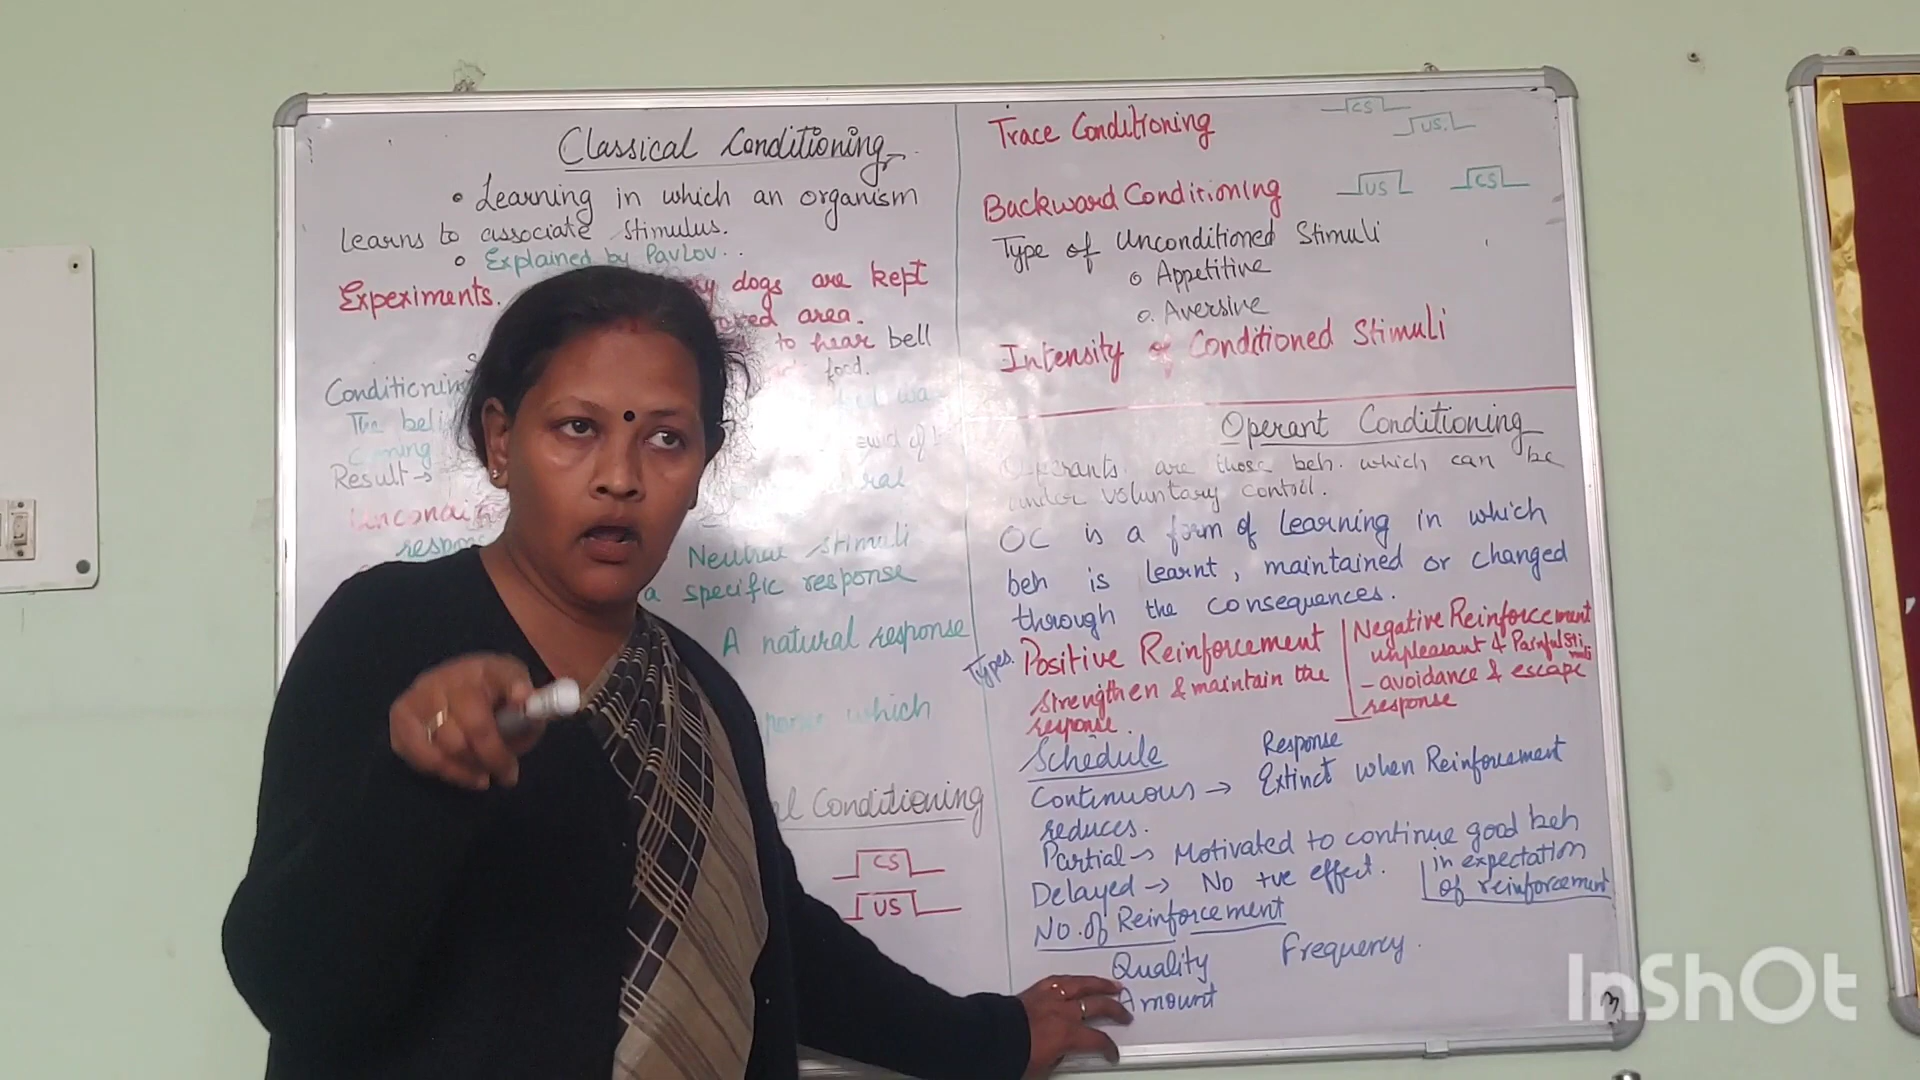 Classical Conditioning
• Learning in which an organism
learns to associate stimulus.
o Explained by Pavlov..
Experiments. dogs are kept
area.
to hear bell
food.
Conditioning
The bell
coming
Result →
response
Neutral stimuli
a specific response
A natural response
which
Conditioning
CS
US
Trace Conditioning
CS
US.
Backward Conditioning
US CS
Type of Unconditioned Stimuli
o Appetitive
o. Aversive
Intensity of Conditioned Stimuli
Operant Conditioning
Operants. are those beh. which can be
under voluntary control.
OC is a form of learning in which
beh is learnt, maintained or changed
through the consequences.
Types. Positive Reinforcement
strengthen & maintain the
response.
Negative Reinforcement
unpleasant & Painful Sti
muli
- avoidance & escape
response
Schedule
Response
Continuous → Extinct when Reinforcement
reduces.
Partial → Motivated to continue good beh
in expectation
of reinforcement
Delayed → No +ve effect.
No. of Reinforcement
Quality Frequency.
Amount
InShOt